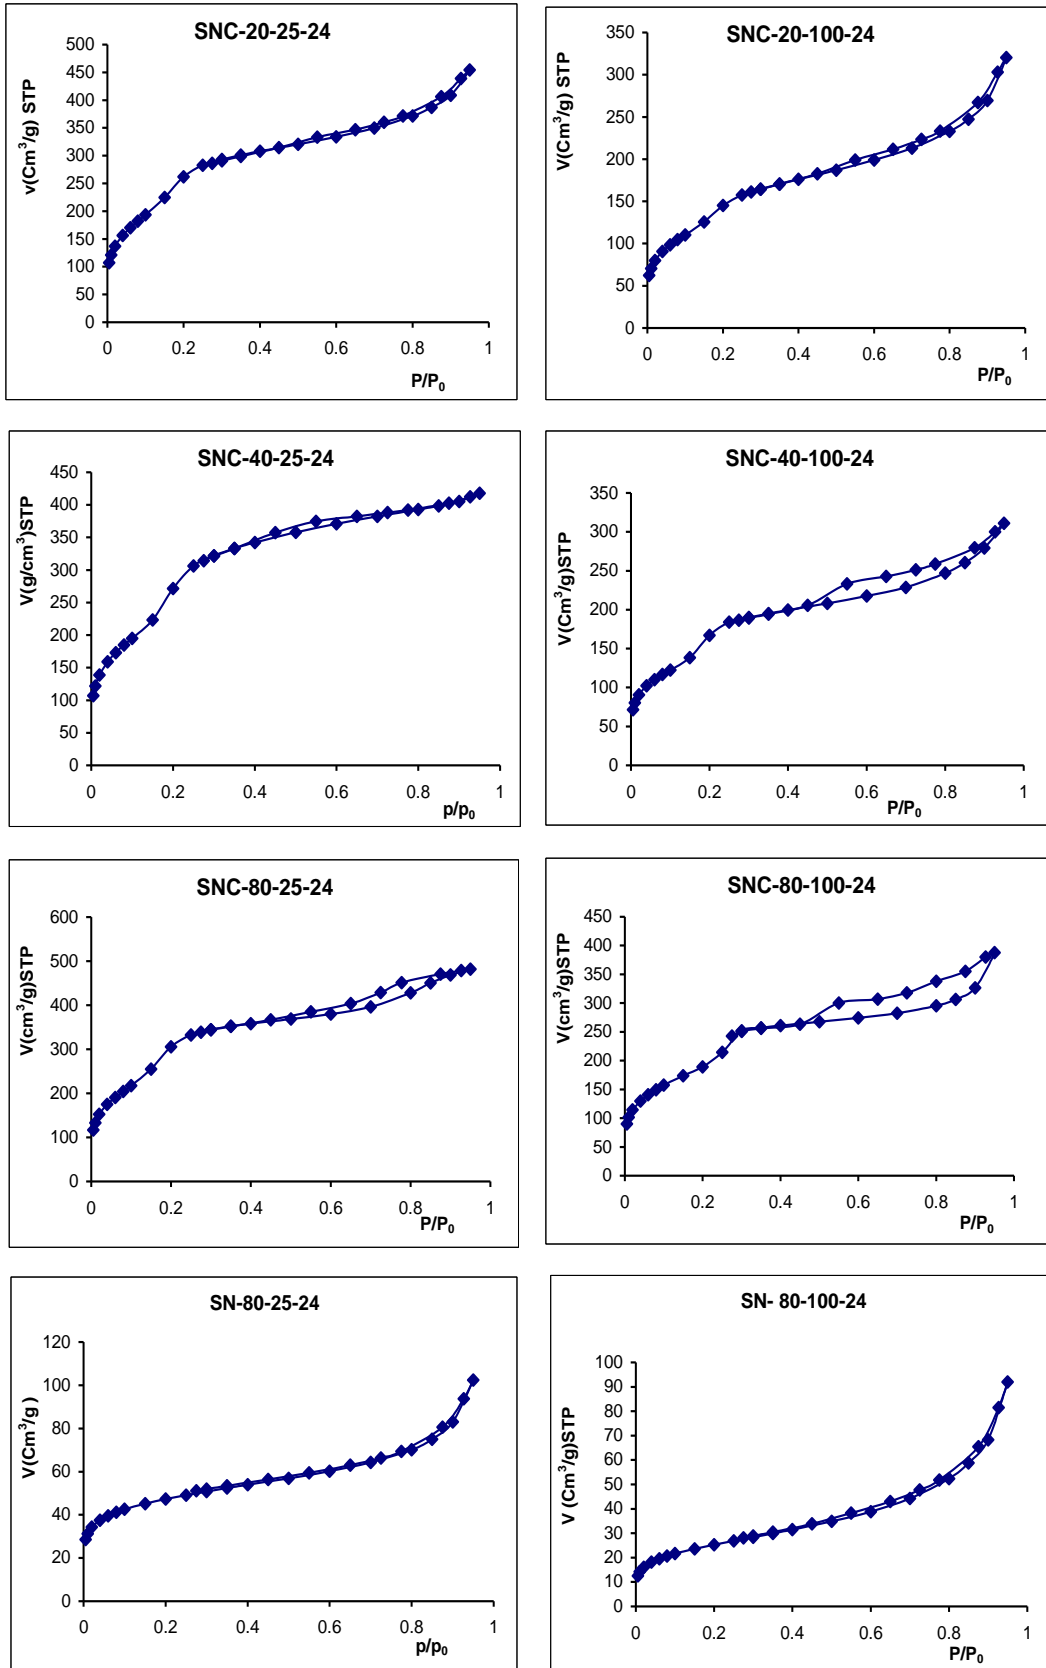 SNC-20-25-24
v(Cm³/g) STP
500
450
400
350
300
250
200
150
100
50
0
0 0.2 0.4 0.6 0.8 1
P/P₀
SNC-20-100-24
V(Cm³/g) STP
350
300
250
200
150
100
50
0
0 0.2 0.4 0.6 0.8 1
P/P₀
SNC-40-25-24
V(g/cm³)STP
450
400
350
300
250
200
150
100
50
0
0 0.2 0.4 0.6 0.8 1
p/p₀
SNC-40-100-24
V(Cm³/g)STP
350
300
250
200
150
100
50
0
0 0.2 0.4 0.6 0.8 1
P/P₀
SNC-80-25-24
V(cm³/g)STP
600
500
400
300
200
100
0
0 0.2 0.4 0.6 0.8 1
P/P₀
SNC-80-100-24
V(cm³/g)STP
450
400
350
300
250
200
150
100
50
0
0 0.2 0.4 0.6 0.8 1
P/P₀
SN-80-25-24
V(Cm³/g )
120
100
80
60
40
20
0
0 0.2 0.4 0.6 0.8 1
p/p₀
SN- 80-100-24
V (Cm³/g)STP
100
90
80
70
60
50
40
30
20
10
0
0 0.2 0.4 0.6 0.8 1
P/P₀